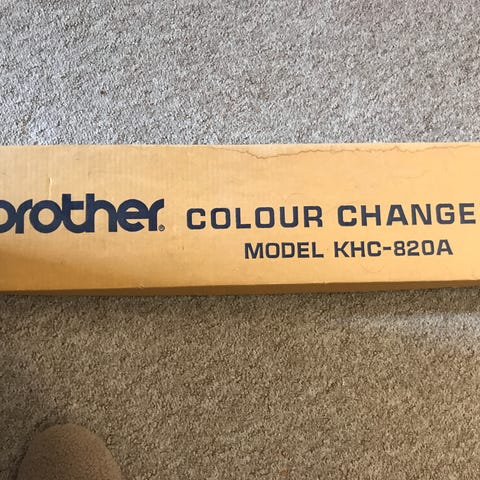 brother® COLOUR CHANGE
MODEL KHC-820A